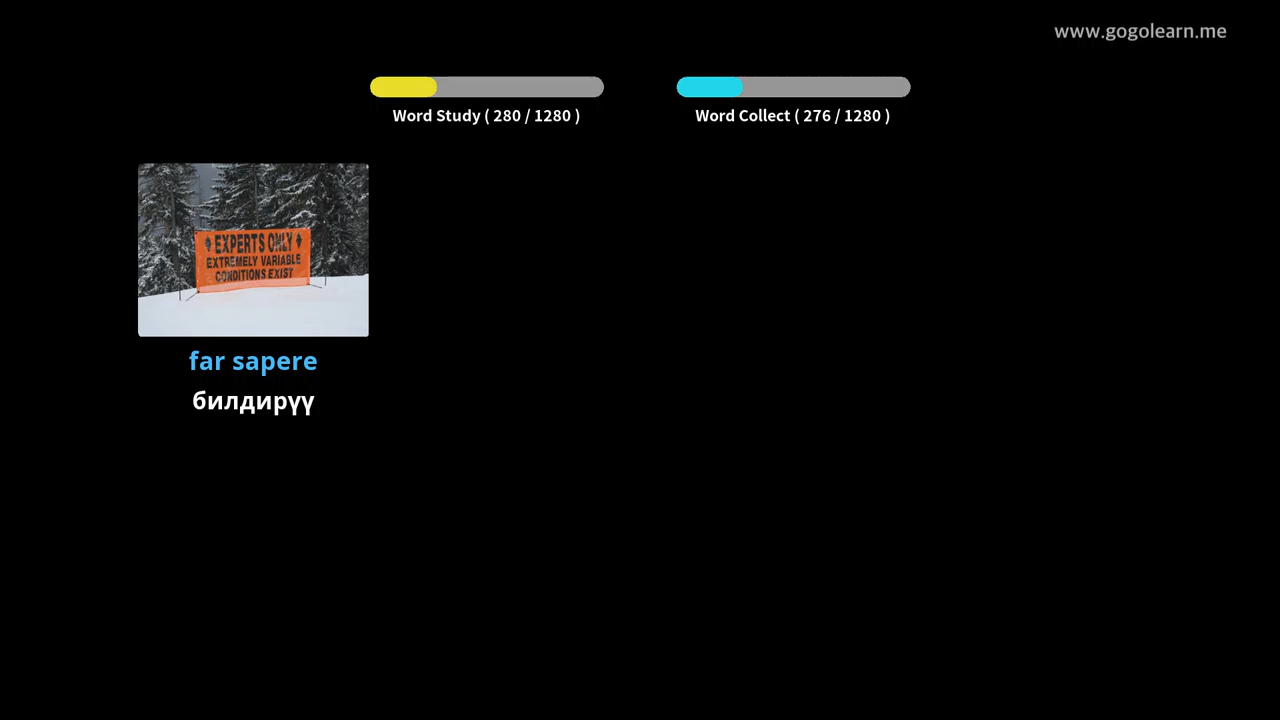 www.gogolearn.me
Word Study ( 280 / 1280 )
Word Collect ( 276 / 1280 )
EXPERTS ONLY
EXTREMELY VARIABLE
CONDITIONS EXIST
far sapere
билдирүү